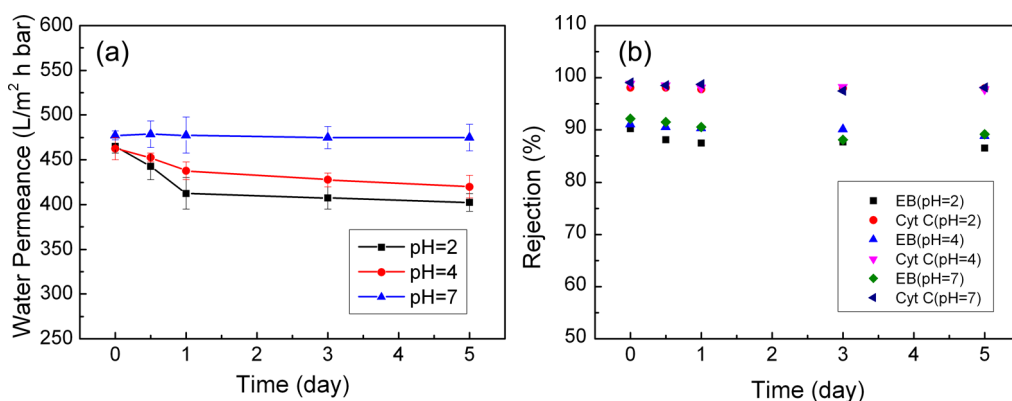 (a)
Water Permeance (L/m² h bar)
600
550
500
450
400
350
300
250
0 1 2 3 4 5
Time (day)
pH=2
pH=4
pH=7
(b)
Rejection (%)
110
100
90
80
70
60
50
0 1 2 3 4 5
Time (day)
EB(pH=2)
Cyt C(pH=2)
EB(pH=4)
Cyt C(pH=4)
EB(pH=7)
Cyt C(pH=7)